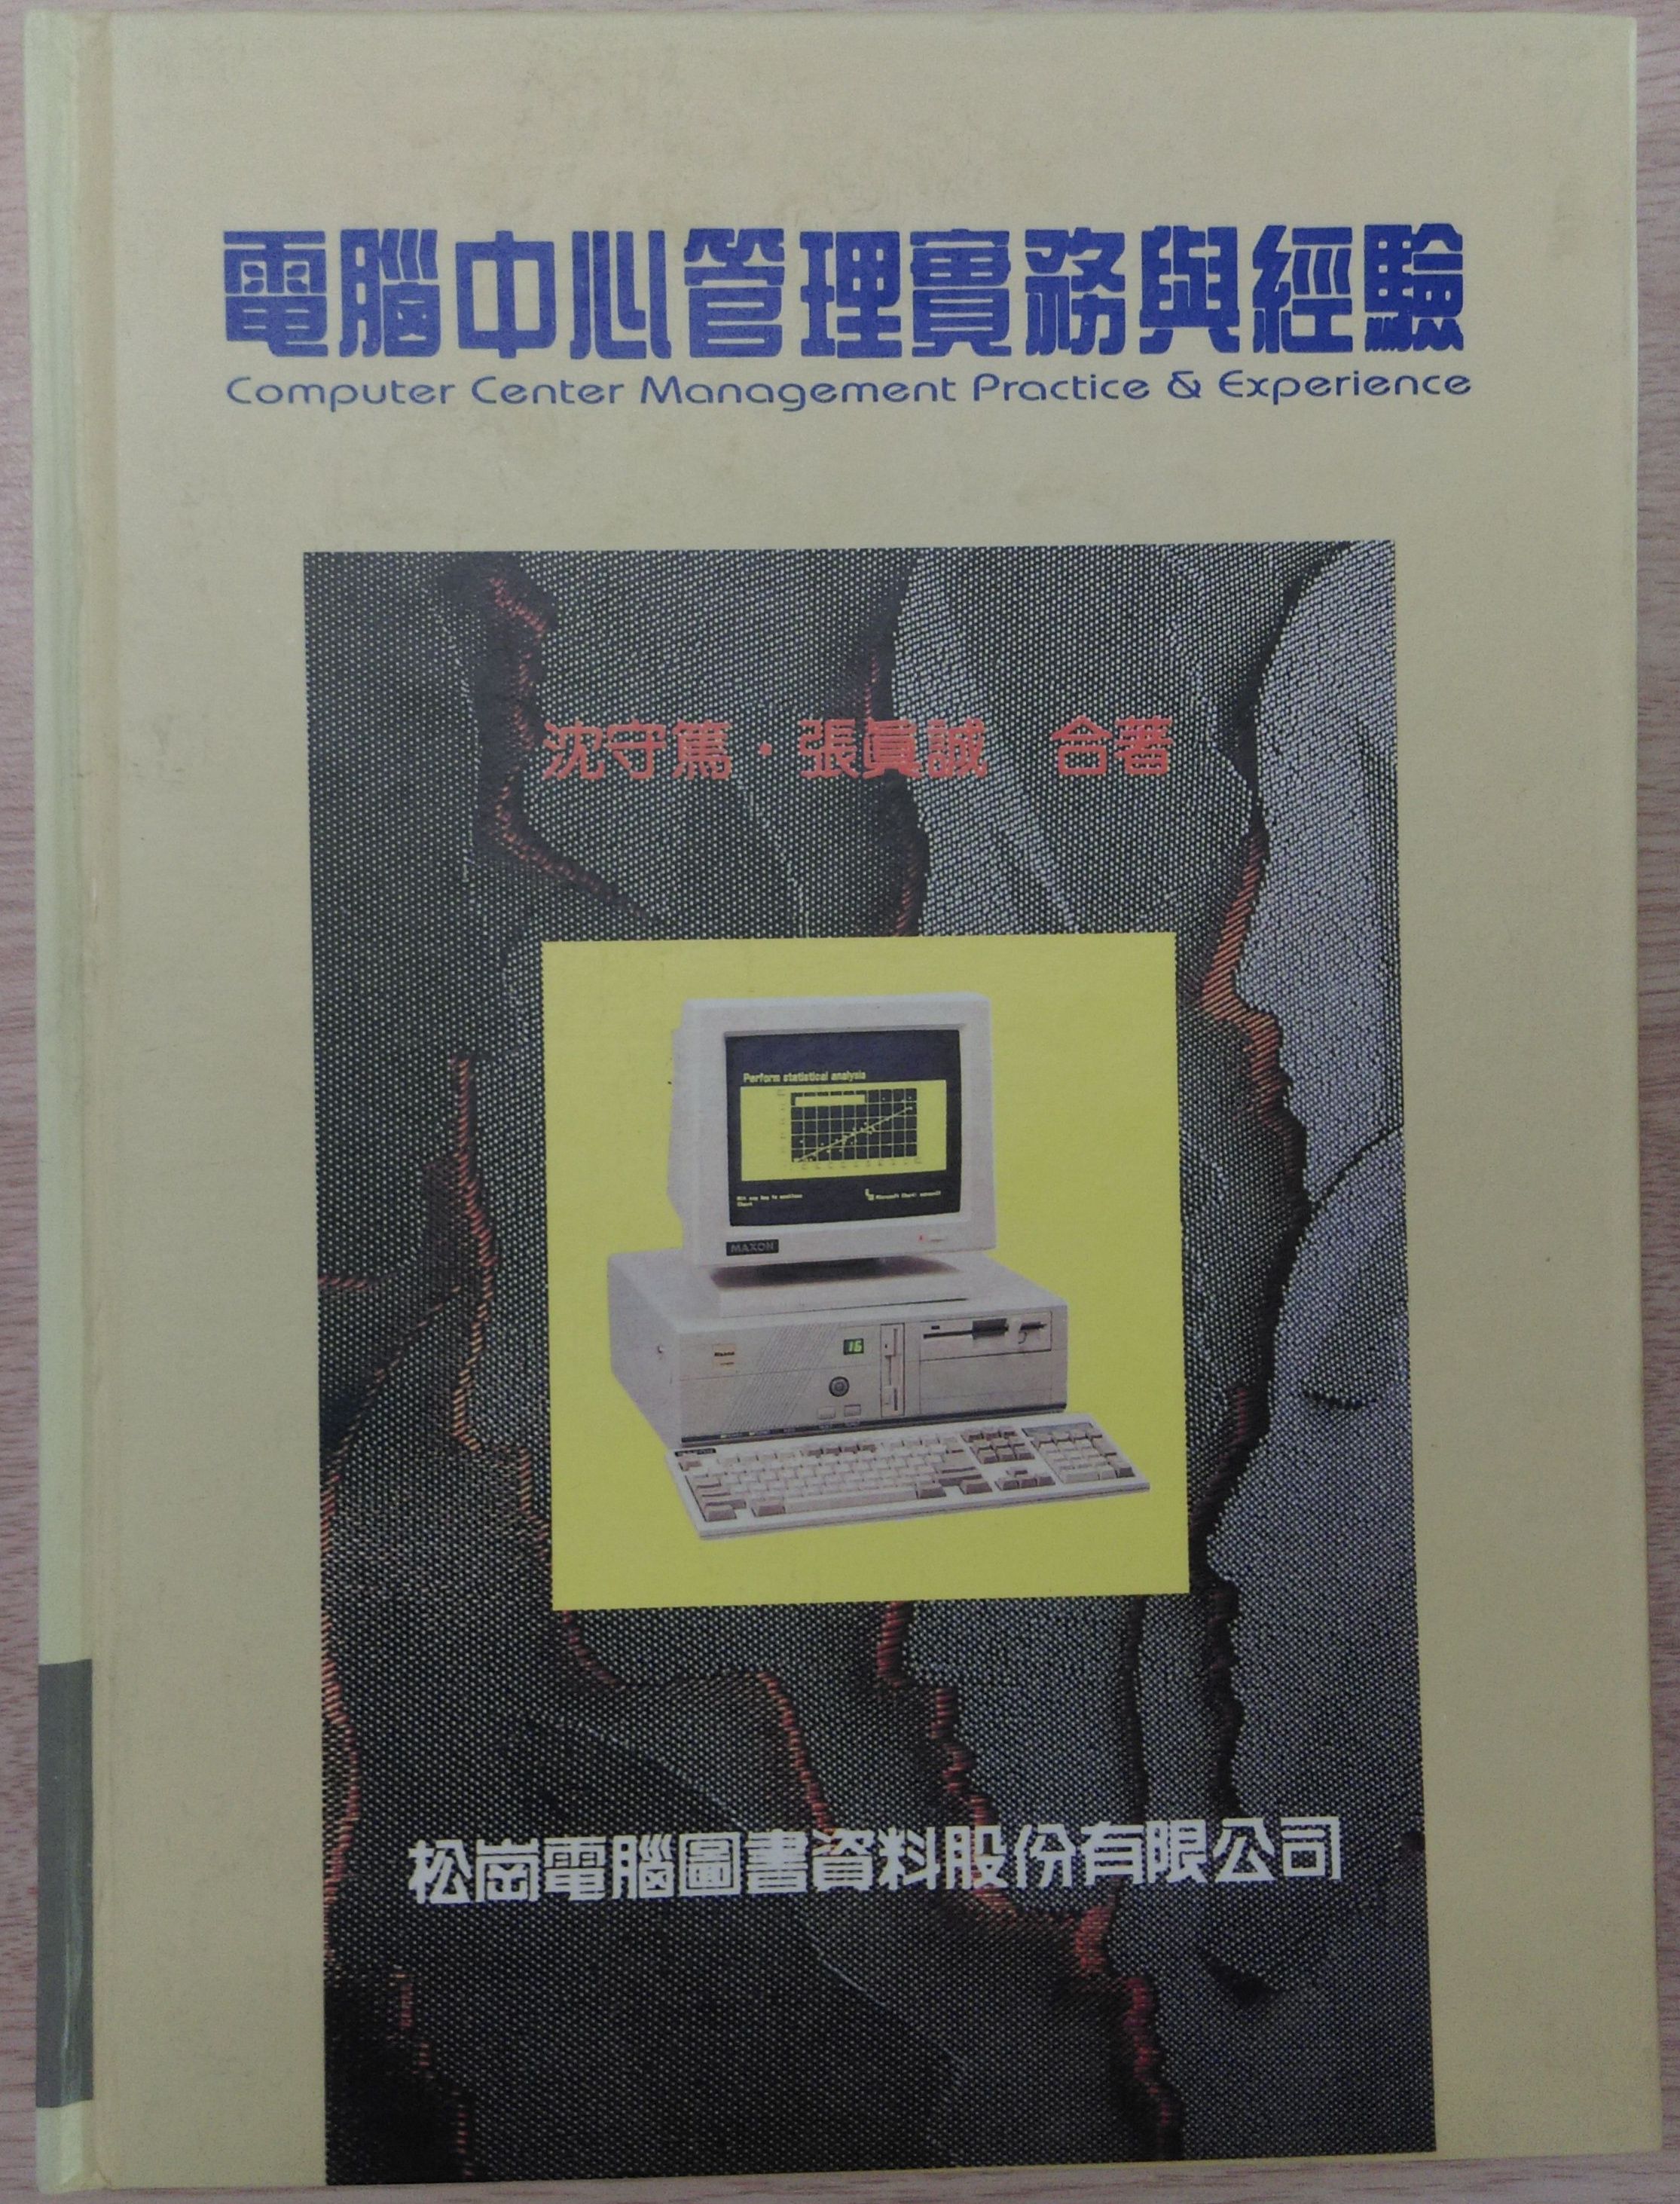 電腦中心管理實務與經驗
Computer Center Management Practice & Experience
沈守篤・張眞誠 合著
Perform statistical analysis
MAXON
16
松崗電腦圖書資料股份有限公司